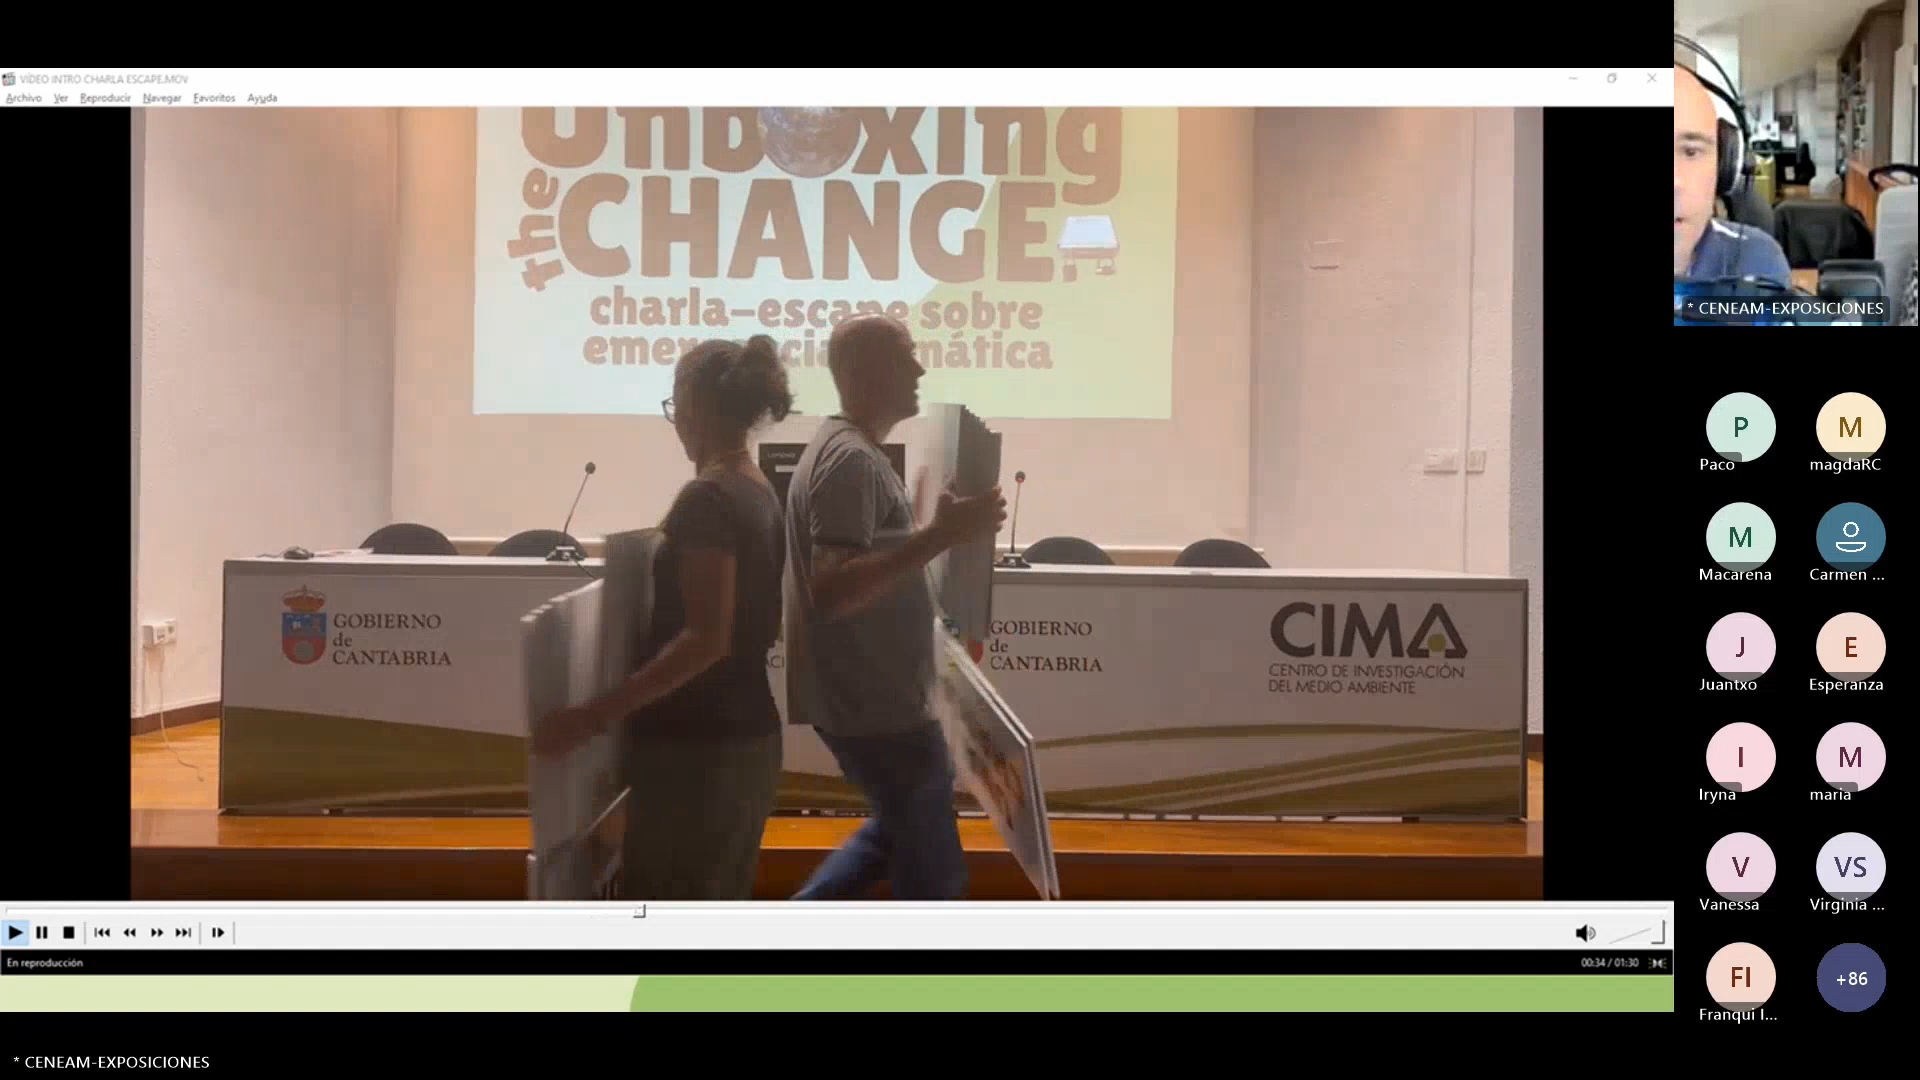 VÍDEO INTRO CHARLA ESCAPE.MOV
Archivo Ver Reproducir Navegar Favoritos Ayuda
Unboxing
the CHANGE
charla-escape sobre
GOBIERNO
de
CANTABRIA
GOBIERNO
de
CANTABRIA
CIMA
CENTRO DE INVESTIGACIÓN
DEL MEDIO AMBIENTE
En reproducción
00:34 / 01:30
* CENEAM-EXPOSICIONES
P
Paco
M
magdaRC
M
Macarena
Carmen ...
J
Juantxo
E
Esperanza
I
Iryna
M
maria
V
Vanessa
VS
Virginia ...
FI
Franqui I...
+86
* CENEAM-EXPOSICIONES